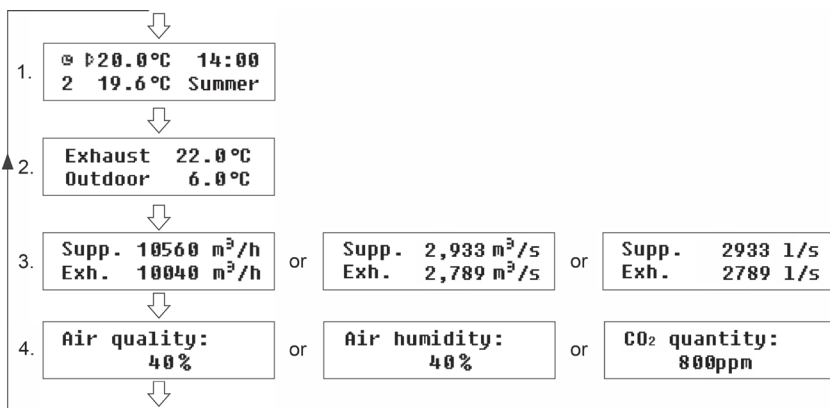 1.
▷20.0°C 14:00
2 19.6°C Summer
2.
Exhaust 22.0°C
Outdoor 6.0°C
3.
Supp. 10560 m³/h
Exh. 10040 m³/h
or
Supp. 2,933 m³/s
Exh. 2,789 m³/s
or
Supp. 2933 l/s
Exh. 2789 l/s
4.
Air quality:
40%
or
Air humidity:
40%
or
CO₂ quantity:
800ppm